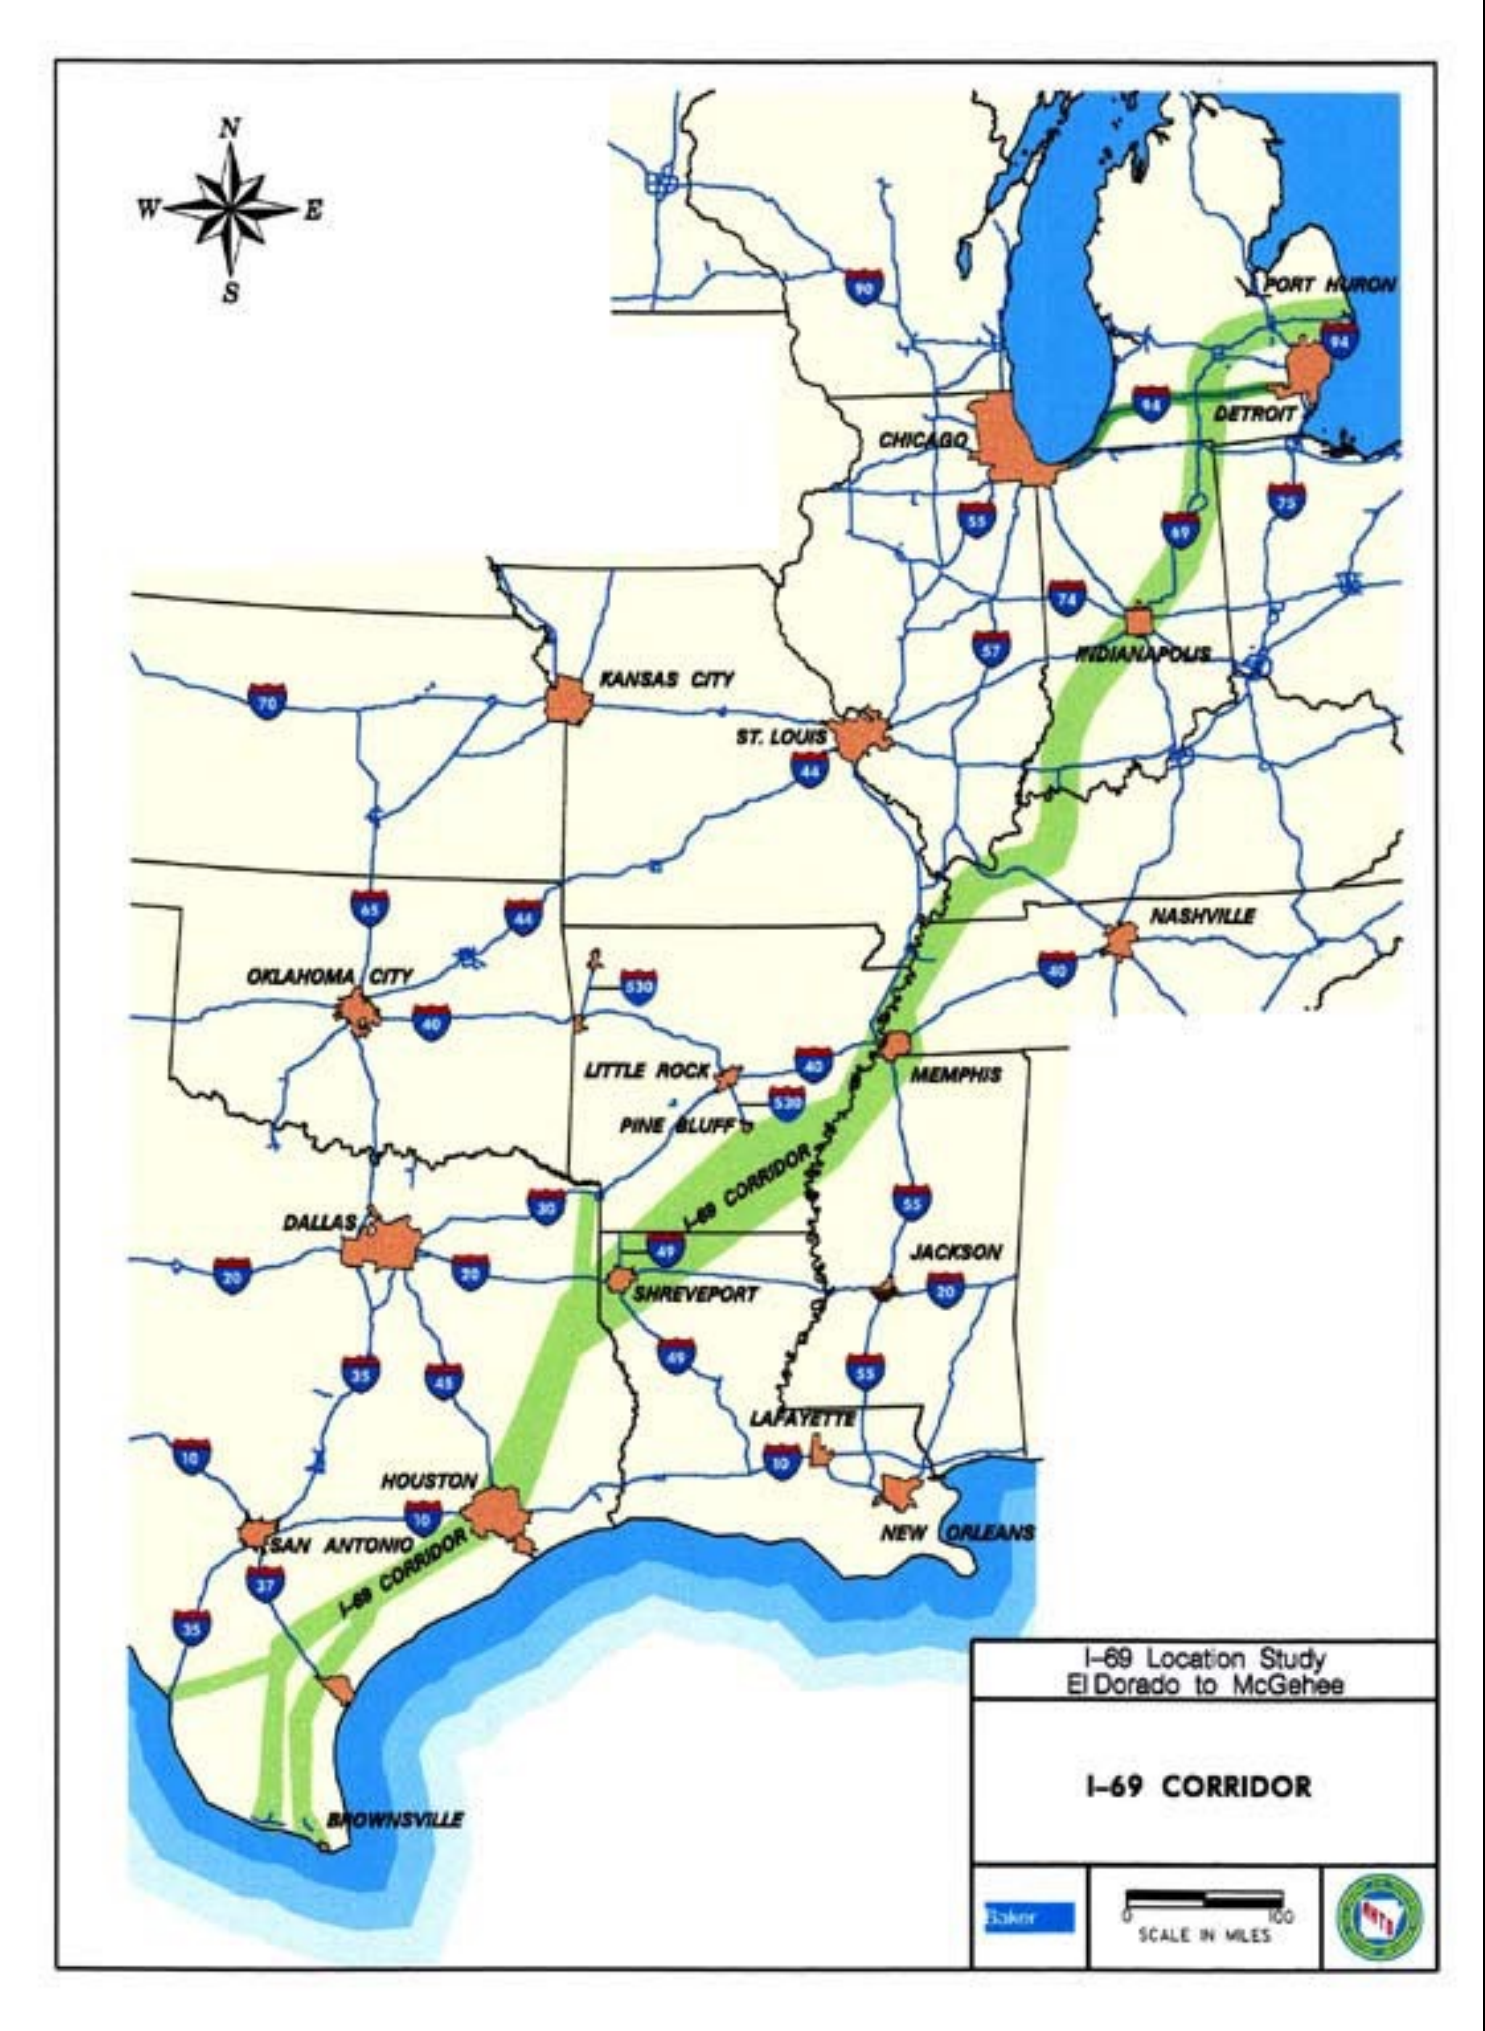 N
W E
S
PORT HURON
90
94
94
DETROIT
CHICAGO
55
75
69
74
57
INDIANAPOLIS
KANSAS CITY
70
ST. LOUIS
44
65
44
NASHVILLE
OKLAHOMA CITY
40
530
40
LITTLE ROCK
40
MEMPHIS
530
PINE BLUFF
I-69 CORRIDOR
30
55
DALLAS
49
JACKSON
20
20
20
SHREVEPORT
49
35
45
55
LAFAYETTE
10
10
HOUSTON
10
NEW ORLEANS
SAN ANTONIO
I-69 CORRIDOR
37
35
BROWNSVILLE
I-69 Location Study
El Dorado to McGehee
I-69 CORRIDOR
Baker
0 100
SCALE IN MILES